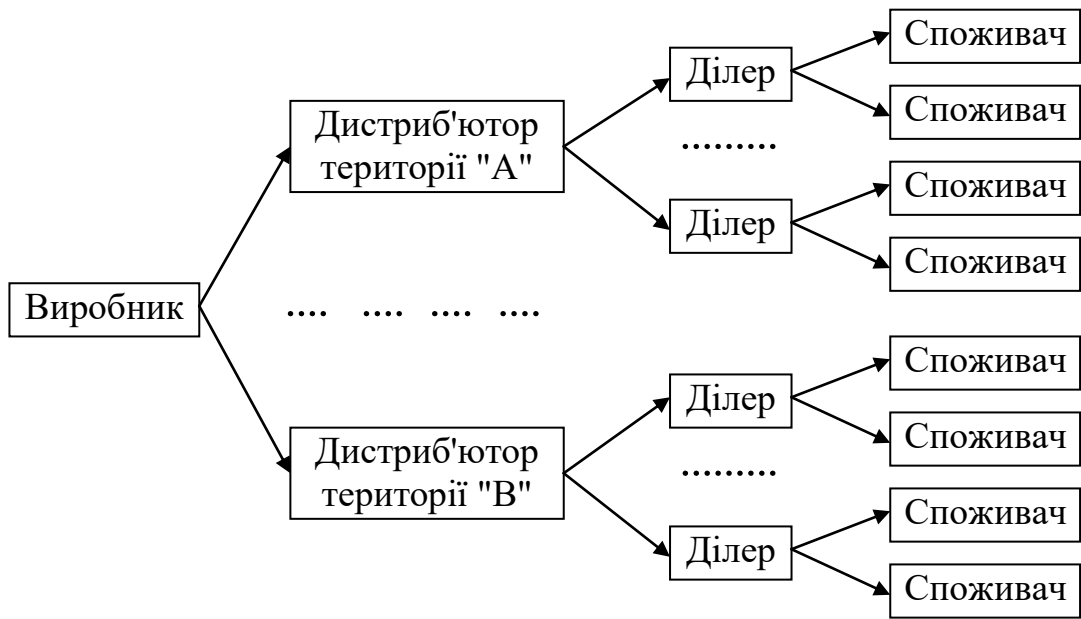 Споживач
Ділер
Споживач
Дистриб'ютор
території "А"
.........
Споживач
Ділер
Споживач
Виробник
.... .... .... ....
Споживач
Ділер
Споживач
Дистриб'ютор
території "В"
.........
Споживач
Ділер
Споживач